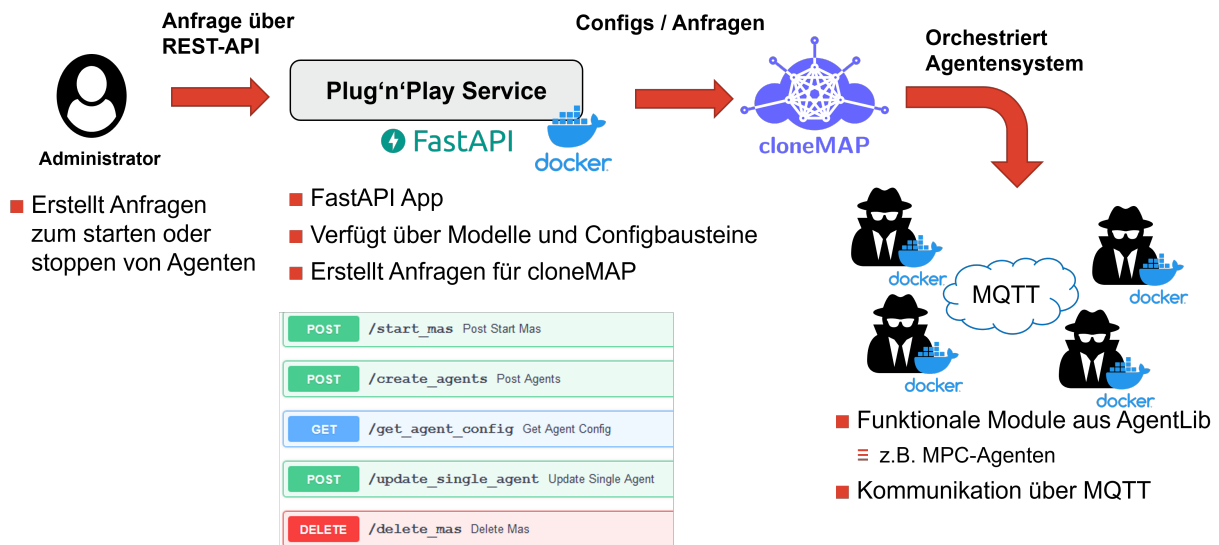 Anfrage über
REST-API
Configs / Anfragen
Orchestriert
Agentensystem
Plug‘n‘Play Service
FastAPI
docker
cloneMAP
Administrator
Erstellt Anfragen
zum starten oder
stoppen von Agenten
FastAPI App
Verfügt über Modelle und Configbausteine
Erstellt Anfragen für cloneMAP
POST /start_mas Post Start Mas
POST /create_agents Post Agents
GET /get_agent_config Get Agent Config
POST /update_single_agent Update Single Agent
DELETE /delete_mas Delete Mas
docker
docker
MQTT
docker
docker
Funktionale Module aus AgentLib
z.B. MPC-Agenten
Kommunikation über MQTT